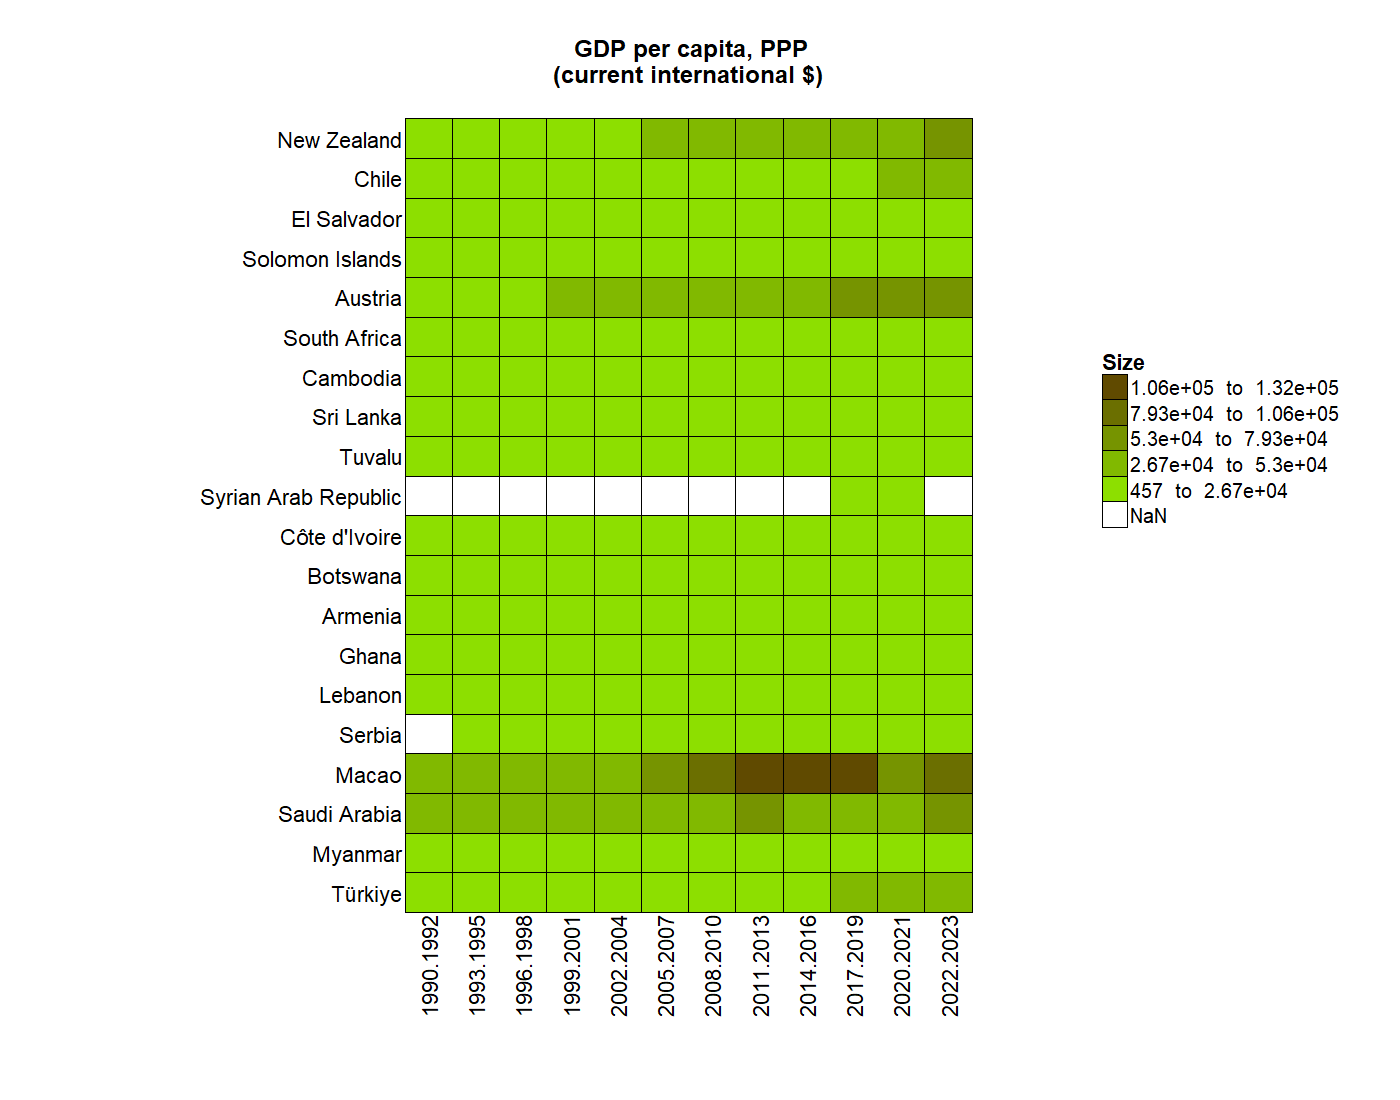 GDP per capita, PPP
(current international $)
New Zealand
Chile
El Salvador
Solomon Islands
Austria
South Africa
Cambodia
Sri Lanka
Tuvalu
Syrian Arab Republic
Côte d'Ivoire
Botswana
Armenia
Ghana
Lebanon
Serbia
Macao
Saudi Arabia
Myanmar
Türkiye
1990.1992
1993.1995
1996.1998
1999.2001
2002.2004
2005.2007
2008.2010
2011.2013
2014.2016
2017.2019
2020.2021
2022.2023
Size
1.06e+05 to 1.32e+05
7.93e+04 to 1.06e+05
5.3e+04 to 7.93e+04
2.67e+04 to 5.3e+04
457 to 2.67e+04
NaN